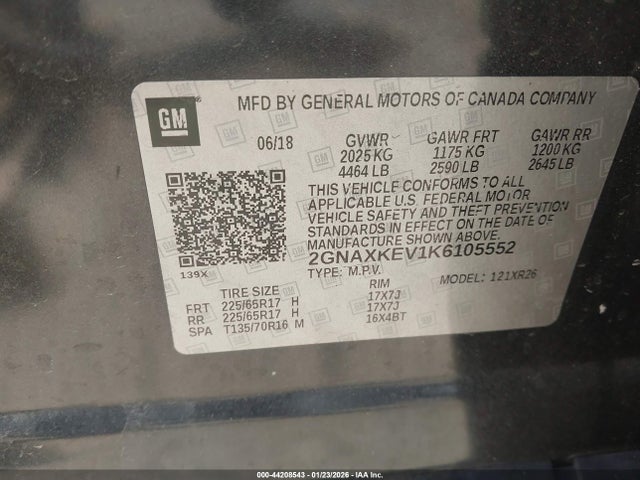 GM
MFD BY GENERAL MOTORS OF CANADA COMPANY
06/18 GVWR GAWR FRT GAWR RR
2025 KG 1175 KG 1200 KG
4464 LB 2590 LB 2645 LB
THIS VEHICLE CONFORMS TO ALL
APPLICABLE U.S. FEDERAL MOTOR
VEHICLE SAFETY AND THEFT PREVENTION
STANDARDS IN EFFECT ON THE DATE OF
MANUFACTURE SHOWN ABOVE.
139X 2GNAXKEV1K6105552
TYPE: M.P.V. MODEL: 121XR26
TIRE SIZE RIM
FRT 225/65R17 H 17X7J
RR 225/65R17 H 17X7J
SPA T135/70R16 M 16X4BT
000-44208543 | 01/23/2026 - IAA Inc.